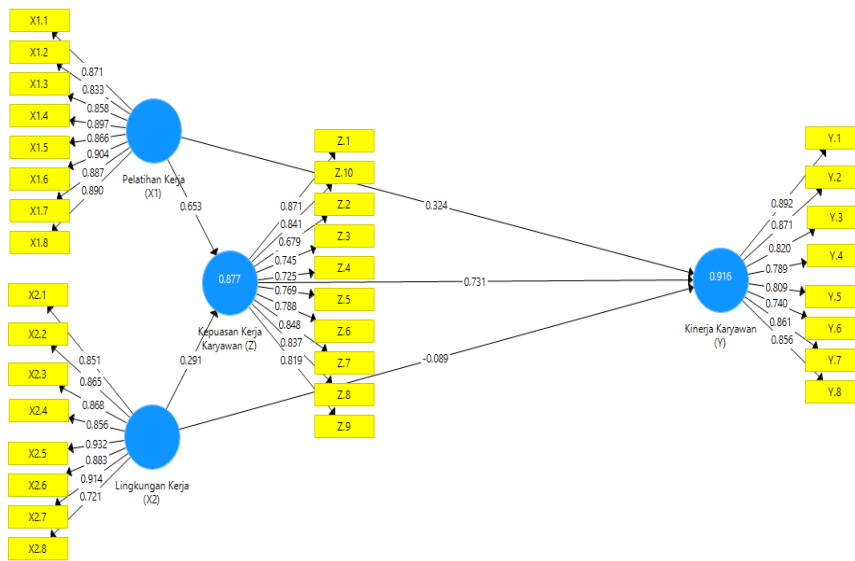 X1.1
X1.2
X1.3
X1.4
X1.5
X1.6
X1.7
X1.8
0.871
0.833
0.858
0.897
0.866
0.904
0.887
0.890
Pelatihan Kerja
(X1)
0.653
X2.1
X2.2
X2.3
X2.4
X2.5
X2.6
X2.7
X2.8
0.851
0.865
0.868
0.856
0.932
0.883
0.914
0.721
Lingkungan Kerja
(X2)
0.291
0.877
Kepuasan Kerja
Karyawan (Z)
0.871
0.841
0.679
0.745
0.725
0.769
0.788
0.848
0.837
0.819
Z.1
Z.10
Z.2
Z.3
Z.4
Z.5
Z.6
Z.7
Z.8
Z.9
0.324
0.731
-0.089
0.916
Kinerja Karyawan
(Y)
0.892
0.871
0.820
0.789
0.809
0.740
0.861
0.856
Y.1
Y.2
Y.3
Y.4
Y.5
Y.6
Y.7
Y.8